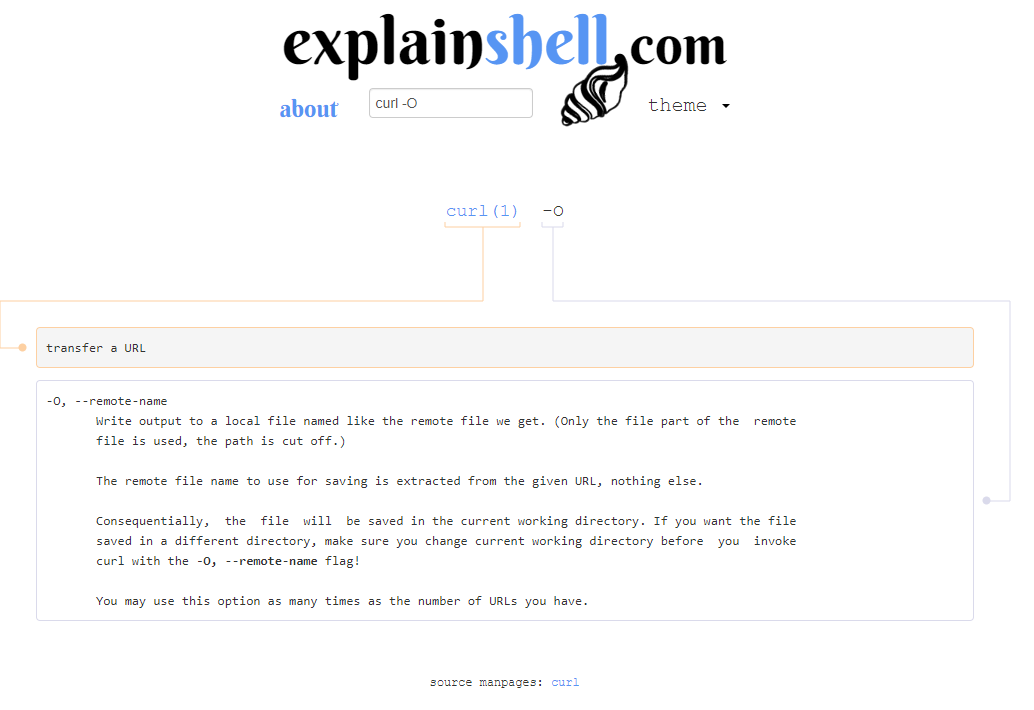 explainshell.com
about curl -O theme
curl(1) -O
transfer a URL
-O, --remote-name
Write output to a local file named like the remote file we get. (Only the file part of the  remote
file is used, the path is cut off.)
The remote file name to use for saving is extracted from the given URL, nothing else.
Consequentially,  the  file  will  be saved in the current working directory. If you want the file
saved in a different directory, make sure you change current working directory before  you  invoke
curl with the -O, --remote-name flag!
You may use this option as many times as the number of URLs you have.
source manpages: curl